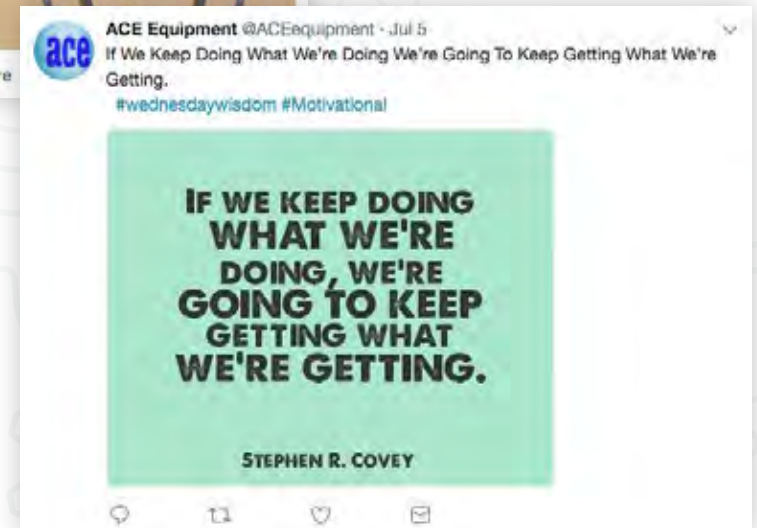 ACE Equipment @ACEequipment · Jul 5
ace
If We Keep Doing What We're Doing We're Going To Keep Getting What We're
Getting.
#wednesdaywisdom #Motivational
IF WE KEEP DOING
WHAT WE'RE
DOING, WE'RE
GOING TO KEEP
GETTING WHAT
WE'RE GETTING.
STEPHEN R. COVEY